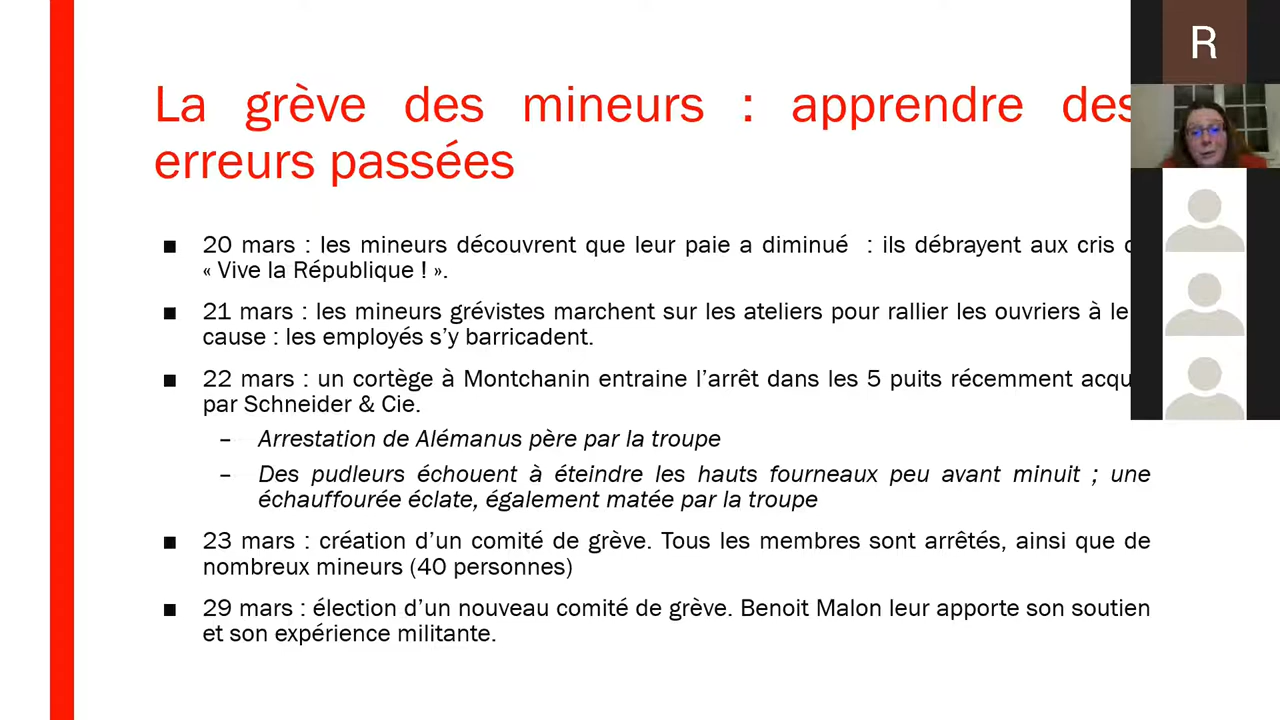 La grève des mineurs : apprendre des
erreurs passées
R
■ 20 mars : les mineurs découvrent que leur paie a diminué : ils débrayent aux cris
« Vive la République ! ».
■ 21 mars : les mineurs grévistes marchent sur les ateliers pour rallier les ouvriers à
cause : les employés s’y barricadent.
■ 22 mars : un cortège à Montchanin entraine l’arrêt dans les 5 puits récemment
par Schneider & Cie.
– Arrestation de Alémanus père par la troupe
– Des pudleurs échouent à éteindre les hauts fourneaux peu avant minuit ; une
échauffourée éclate, également matée par la troupe
■ 23 mars : création d’un comité de grève. Tous les membres sont arrêtés, ainsi que de
nombreux mineurs (40 personnes)
■ 29 mars : élection d’un nouveau comité de grève. Benoit Malon leur apporte son soutien
et son expérience militante.